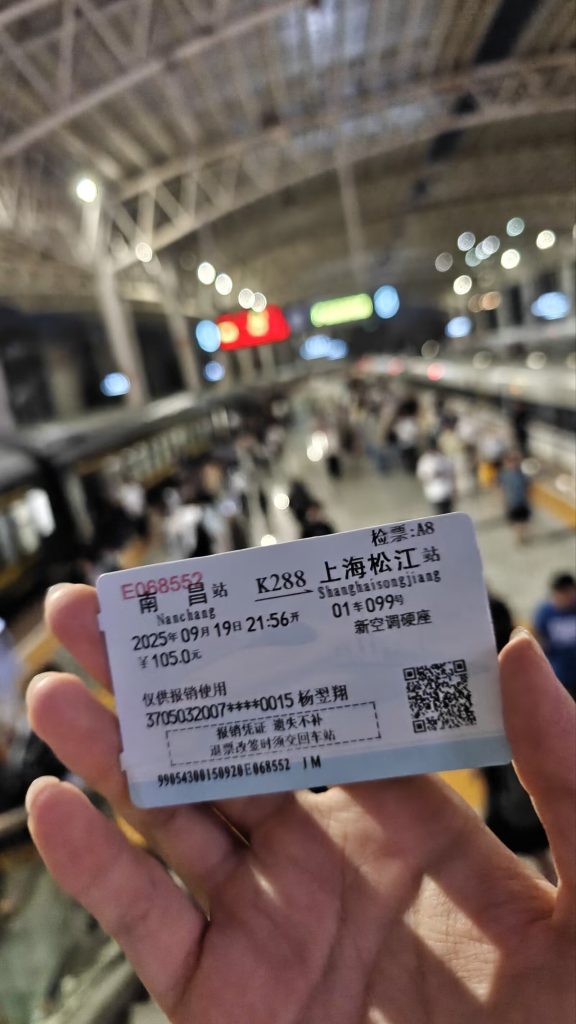 检票:A8
E068552
南昌站 K288 上海松江站
Nanchang Shanghaisongjiang
2025年09月19日21:56开 01车099号
￥105.0元 新空调硬座
仅供报销使用
3705032007****0015 杨翌翔
报销凭证 遗失不补
退票改签时须交回车站
99054300150920E068552 JM